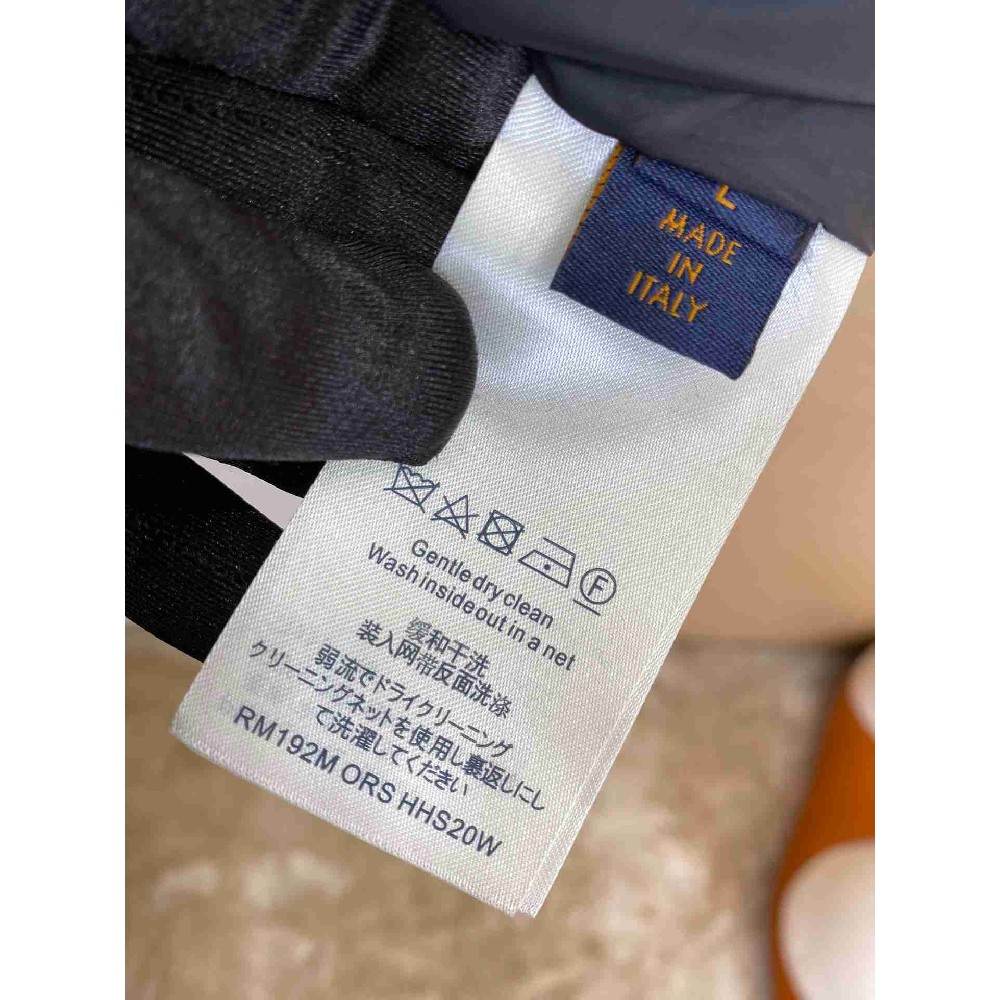 L
MADE
IN
ITALY
F
Gentle dry clean
Wash inside out in a net
缓和干洗
装入网带反面洗涤
弱流でドライクリーニング
クリーニングネットを使用し裏返しにし
て洗濯してください
RM192M ORS HHS20W